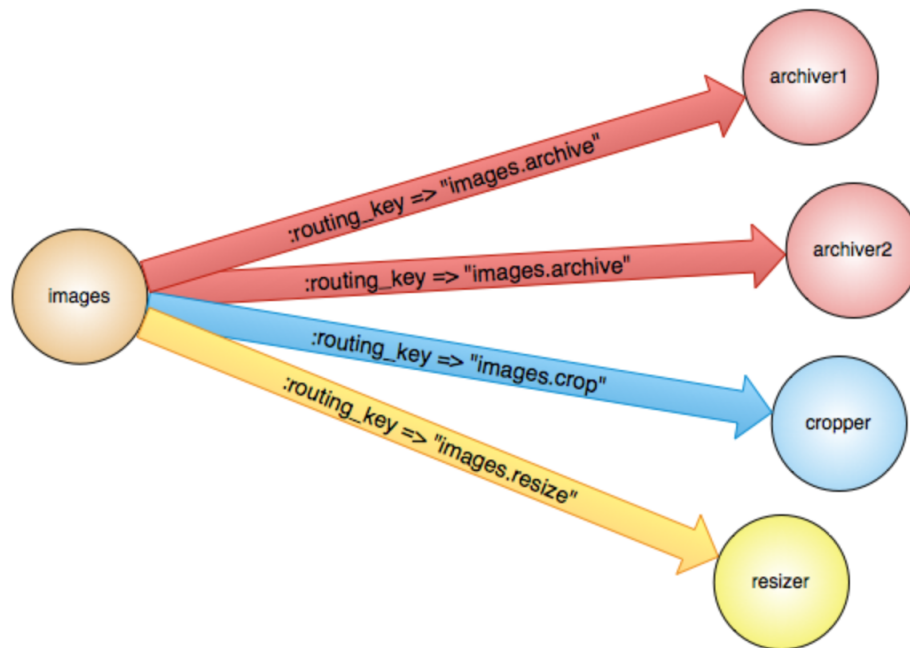 archiver1
:routing_key => "images.archive"
archiver2
:routing_key => "images.archive"
images
:routing_key => "images.crop"
cropper
:routing_key => "images.resize"
resizer